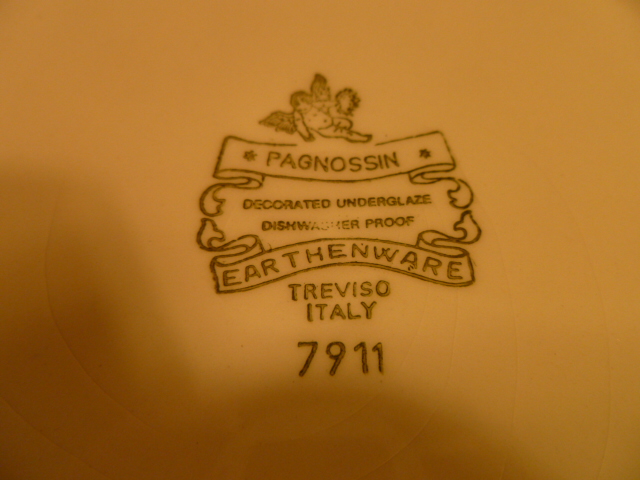 PAGNOSSIN
DECORATED UNDERGLAZE
DISHWASHER PROOF
EARTHENWARE
TREVISO
ITALY
7911